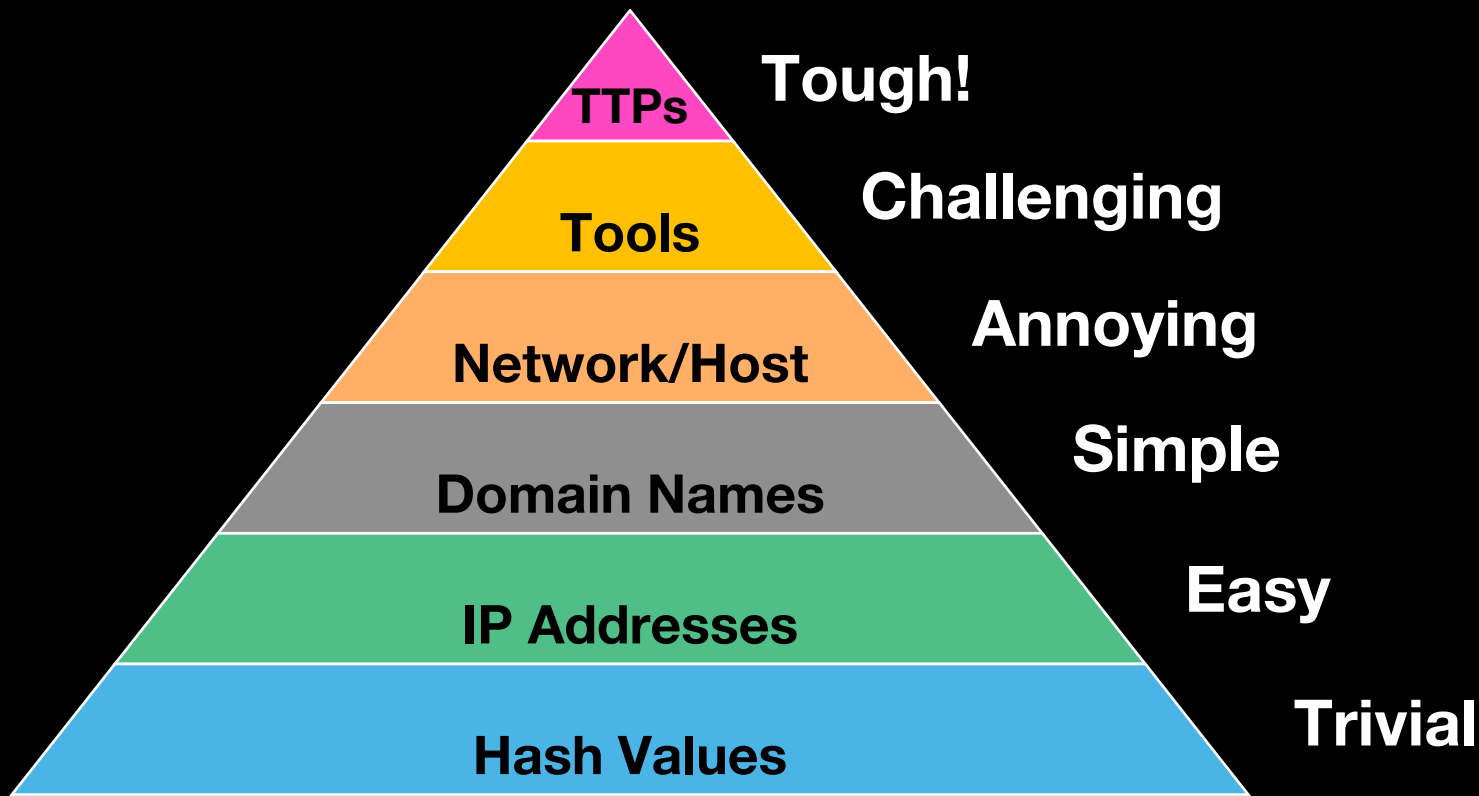 TTPs
Tough!
Tools
Challenging
Network/Host
Annoying
Domain Names
Simple
IP Addresses
Easy
Hash Values
Trivial